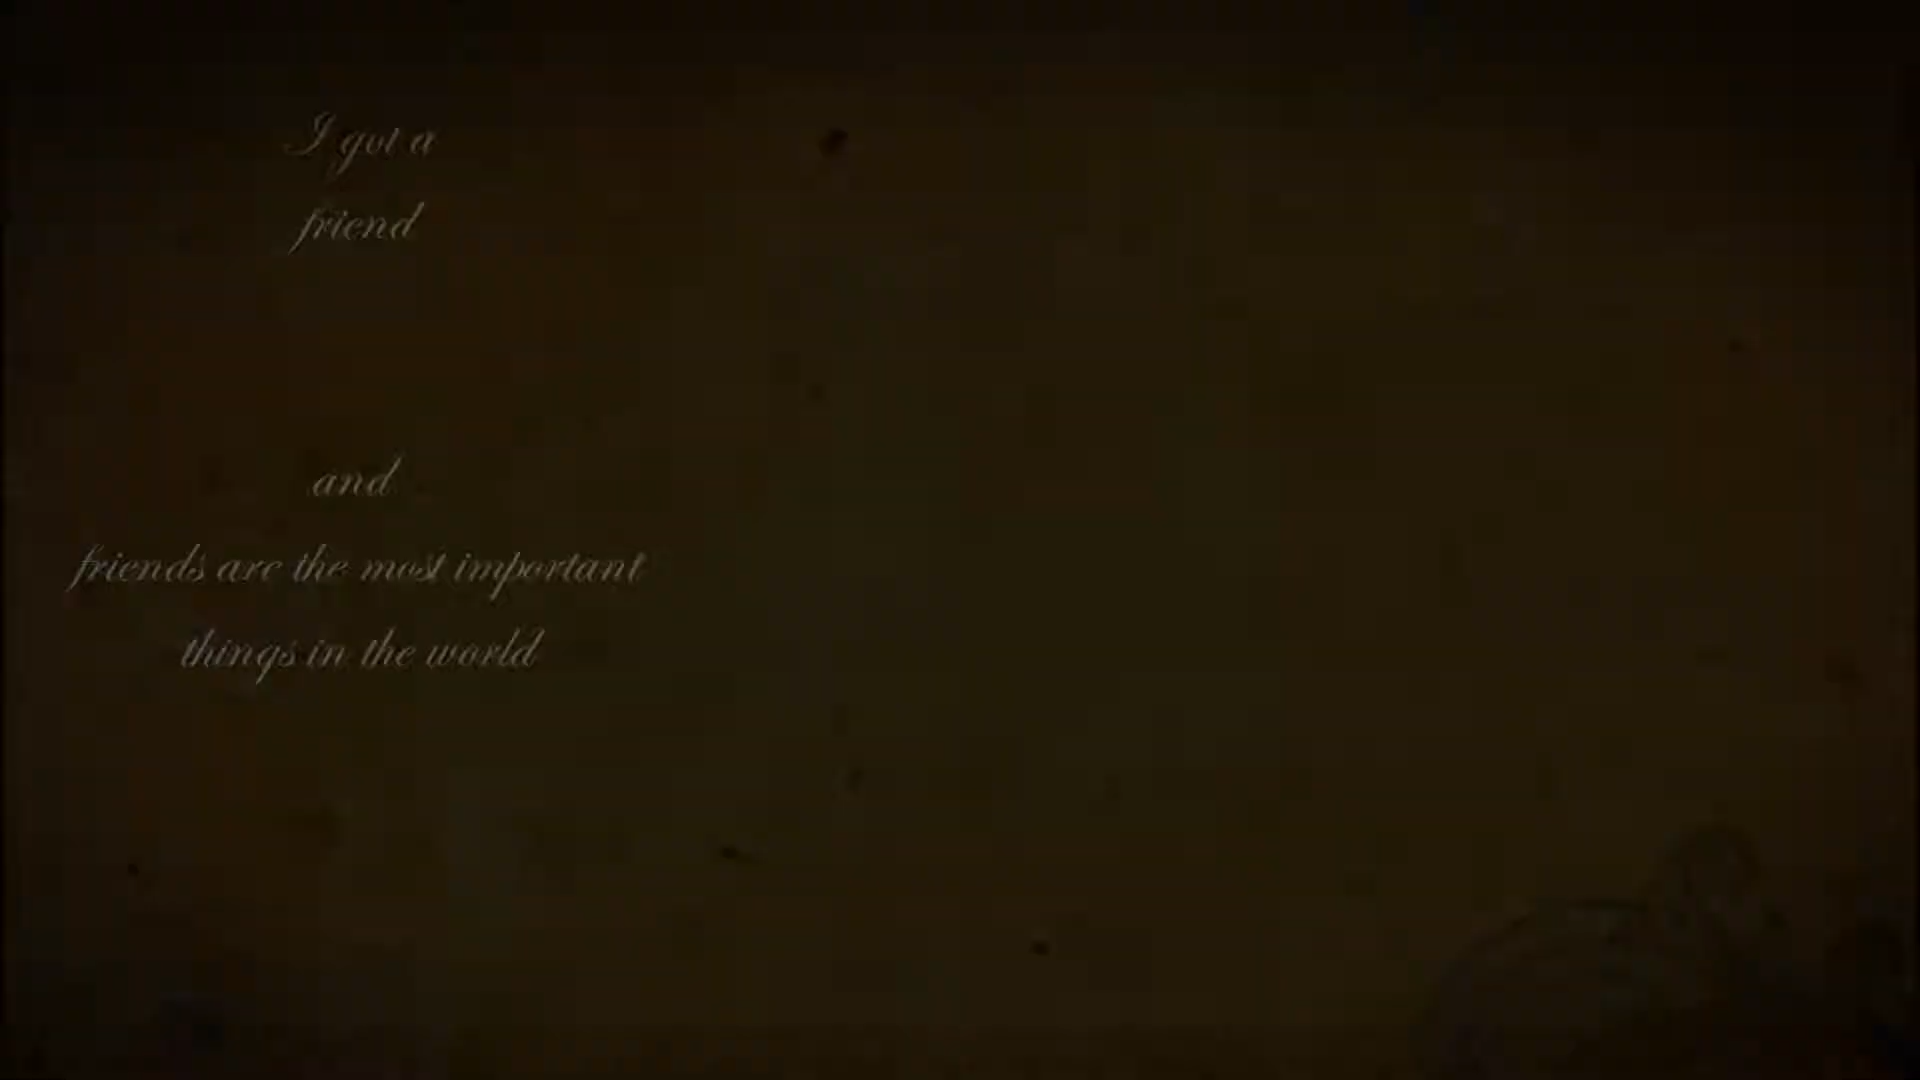 I got a
friend
and
friends are the most important
things in the world